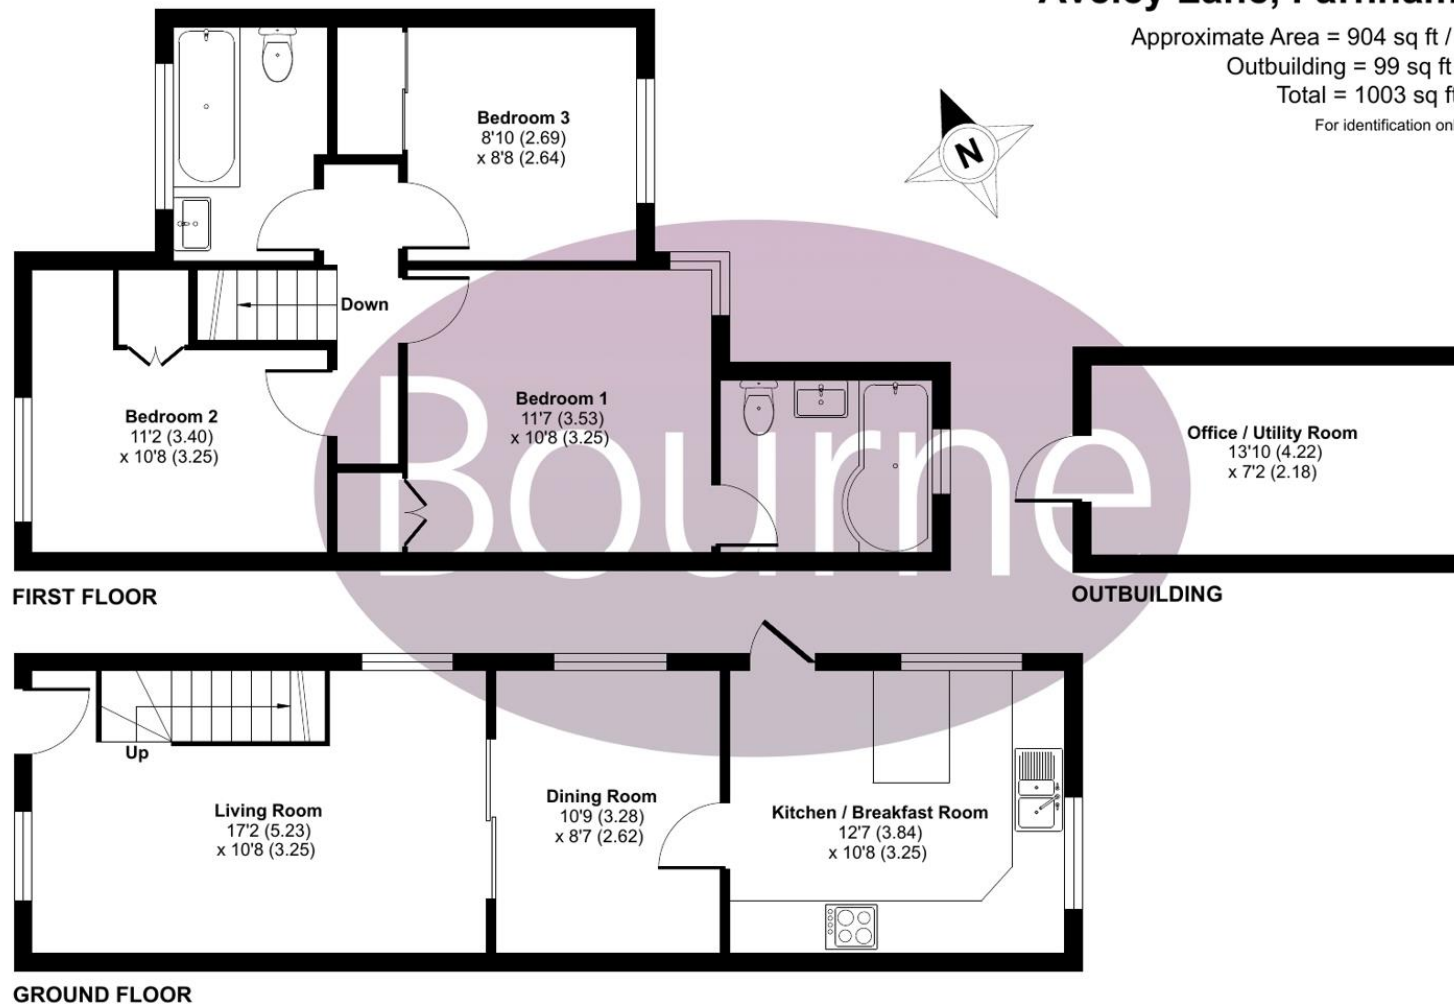 Approximate Area = 904 sq ft /
Outbuilding = 99 sq ft
Total = 1003 sq ft
For identification onl
N
Bedroom 3
8'10 (2.69)
x 8'8 (2.64)
Down
Bedroom 2
11'2 (3.40)
x 10'8 (3.25)
Bedroom 1
11'7 (3.53)
x 10'8 (3.25)
Office / Utility Room
13'10 (4.22)
x 7'2 (2.18)
Bourne
FIRST FLOOR
OUTBUILDING
Up
Living Room
17'2 (5.23)
x 10'8 (3.25)
Dining Room
10'9 (3.28)
x 8'7 (2.62)
Kitchen / Breakfast Room
12'7 (3.84)
x 10'8 (3.25)
GROUND FLOOR